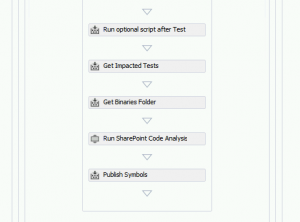 Run optional script after Test
Get Impacted Tests
Get Binaries Folder
Run SharePoint Code Analysis
Publish Symbols